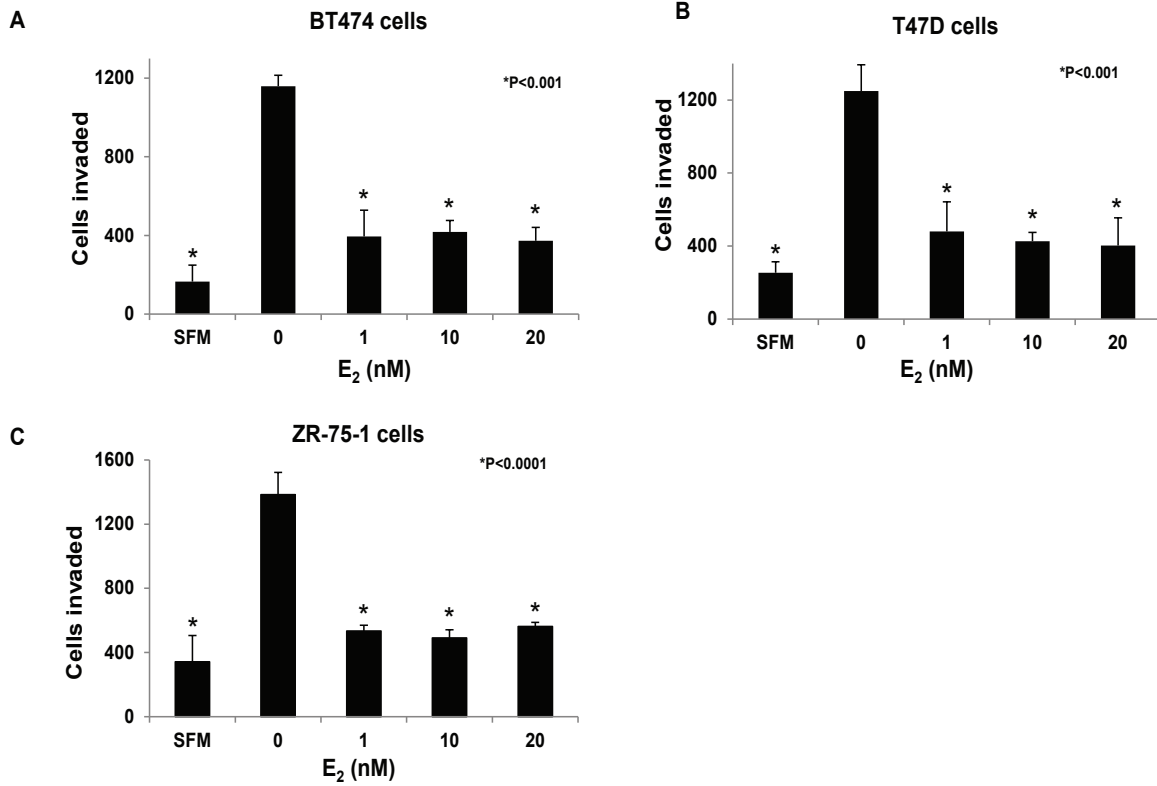 A
BT474 cells
*P<0.001
Cells invaded
1200
800
400
0
*
*
*
*
SFM 0 1 10 20
E₂ (nM)
B
T47D cells
*P<0.001
Cells invaded
1200
800
400
0
*
*
*
*
SFM 0 1 10 20
E₂ (nM)
C
ZR-75-1 cells
*P<0.0001
Cells invaded
1600
1200
800
400
0
*
*
*
*
SFM 0 1 10 20
E₂ (nM)